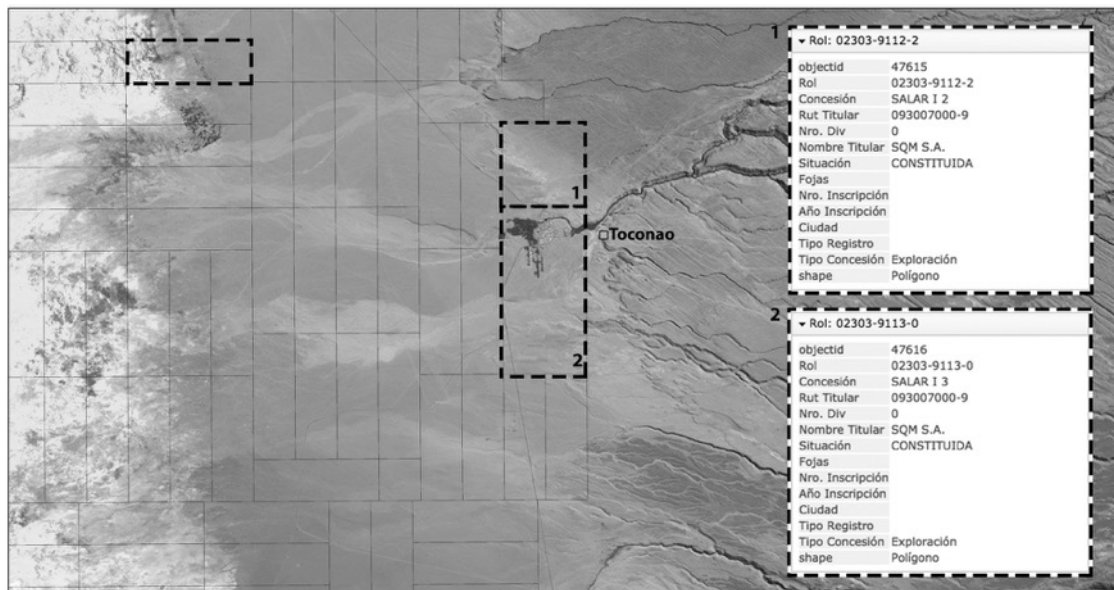 1
▾ Rol: 02303-9112-2
objectid 47615
Rol 02303-9112-2
Concesión SALAR I 2
Rut Titular 093007000-9
Nro. Div 0
Nombre Titular SQM S.A.
Situación CONSTITUIDA
Fojas
Nro. Inscripción
Año Inscripción
Ciudad
Tipo Registro
Tipo Concesión Exploración
shape Polígono
1
Toconao
2
2
▾ Rol: 02303-9113-0
objectid 47616
Rol 02303-9113-0
Concesión SALAR I 3
Rut Titular 093007000-9
Nro. Div 0
Nombre Titular SQM S.A.
Situación CONSTITUIDA
Fojas
Nro. Inscripción
Año Inscripción
Ciudad
Tipo Registro
Tipo Concesión Exploración
shape Polígono